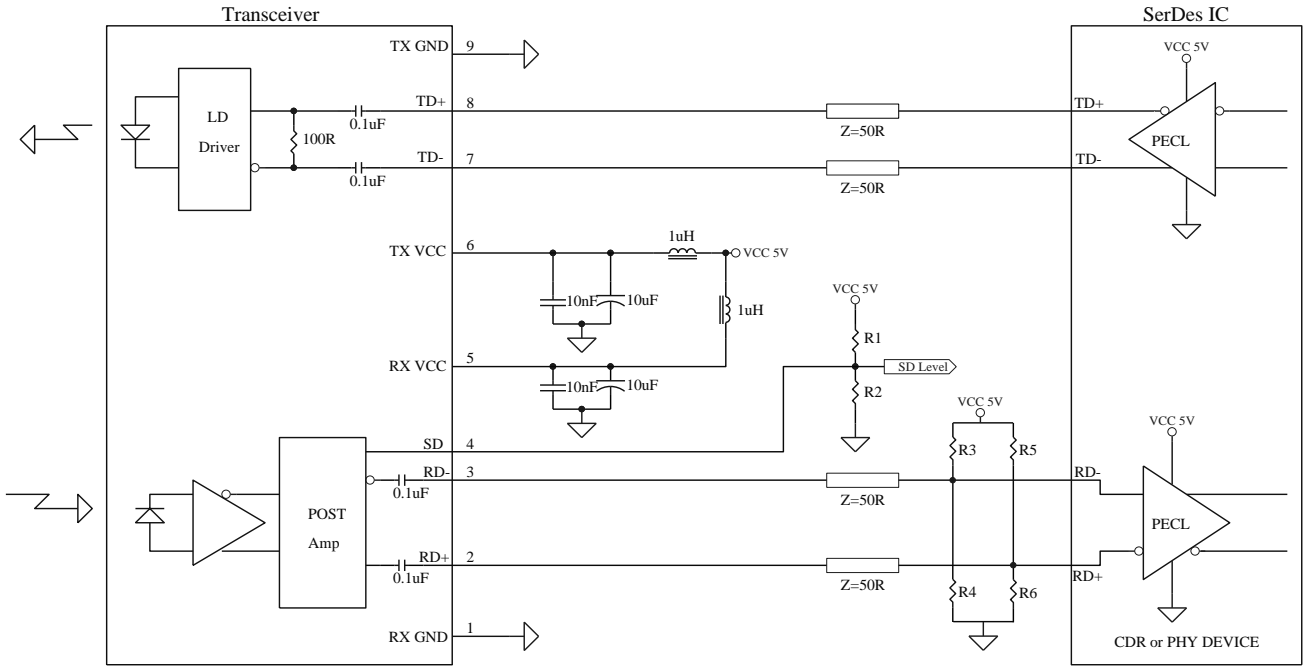 Transceiver
SerDes IC
TX GND 9
VCC 5V
TD+ 8
TD+
LD
Driver
100R
0.1uF
Z=50R
PECL
TD- 7
TD-
0.1uF
Z=50R
TX VCC 6
1uH
VCC 5V
10nF
10uF
1uH
VCC 5V
R1
RX VCC 5
SD Level
10nF
10uF
R2
VCC 5V
VCC 5V
SD 4
R3
R5
RD- 3
RD-
0.1uF
Z=50R
POST
Amp
PECL
RD+ 2
RD+
0.1uF
Z=50R
R4
R6
RX GND 1
CDR or PHY DEVICE